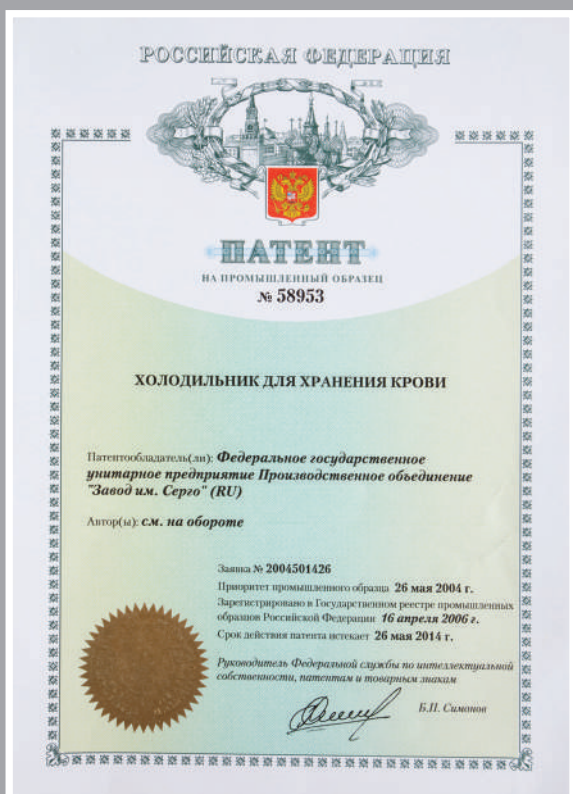 РОССИЙСКАЯ ФЕДЕРАЦИЯ
ПАТЕНТ
НА ПРОМЫШЛЕННЫЙ ОБРАЗЕЦ
№ 58953
ХОЛОДИЛЬНИК ДЛЯ ХРАНЕНИЯ КРОВИ
Патентообладатель(ли): Федеральное государственное
унитарное предприятие Производственное объединение
"Завод им. Серго" (RU)
Автор(ы): см. на обороте
Заявка № 2004501426
Приоритет промышленного образца 26 мая 2004 г.
Зарегистрировано в Государственном реестре промышленных
образцов Российской Федерации 16 апреля 2006 г.
Срок действия патента истекает 26 мая 2014 г.
Руководитель Федеральной службы по интеллектуальной
собственности, патентам и товарным знакам
Б.П. Симонов